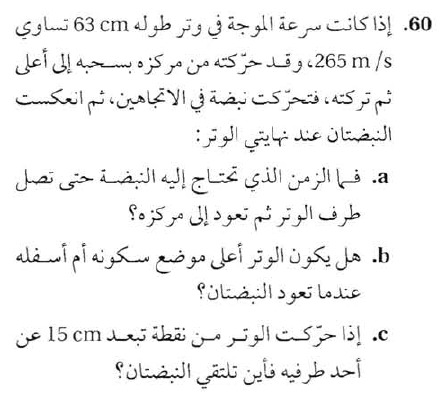 60. إذا كانت سرعة الموجة في وتر طوله 63 cm تساوي
265 m/s، وقد حرّكته من مركزه بسحبه إلى أعلى
ثم تركته، فتحرّكت نبضة في الاتجاهين، ثم انعكست
النبضتان عند نهايتي الوتر:
a. فما الزمن الذي تحتاج إليه النبضة حتى تصل
طرف الوتر ثم تعود إلى مركزه؟
b. هل يكون الوتر أعلى موضع سكونه أم أسفله
عندما تعود النبضتان؟
c. إذا حرّكت الوتر من نقطة تبعد 15 cm عن
أحد طرفيه فأين تلتقي النبضتان؟